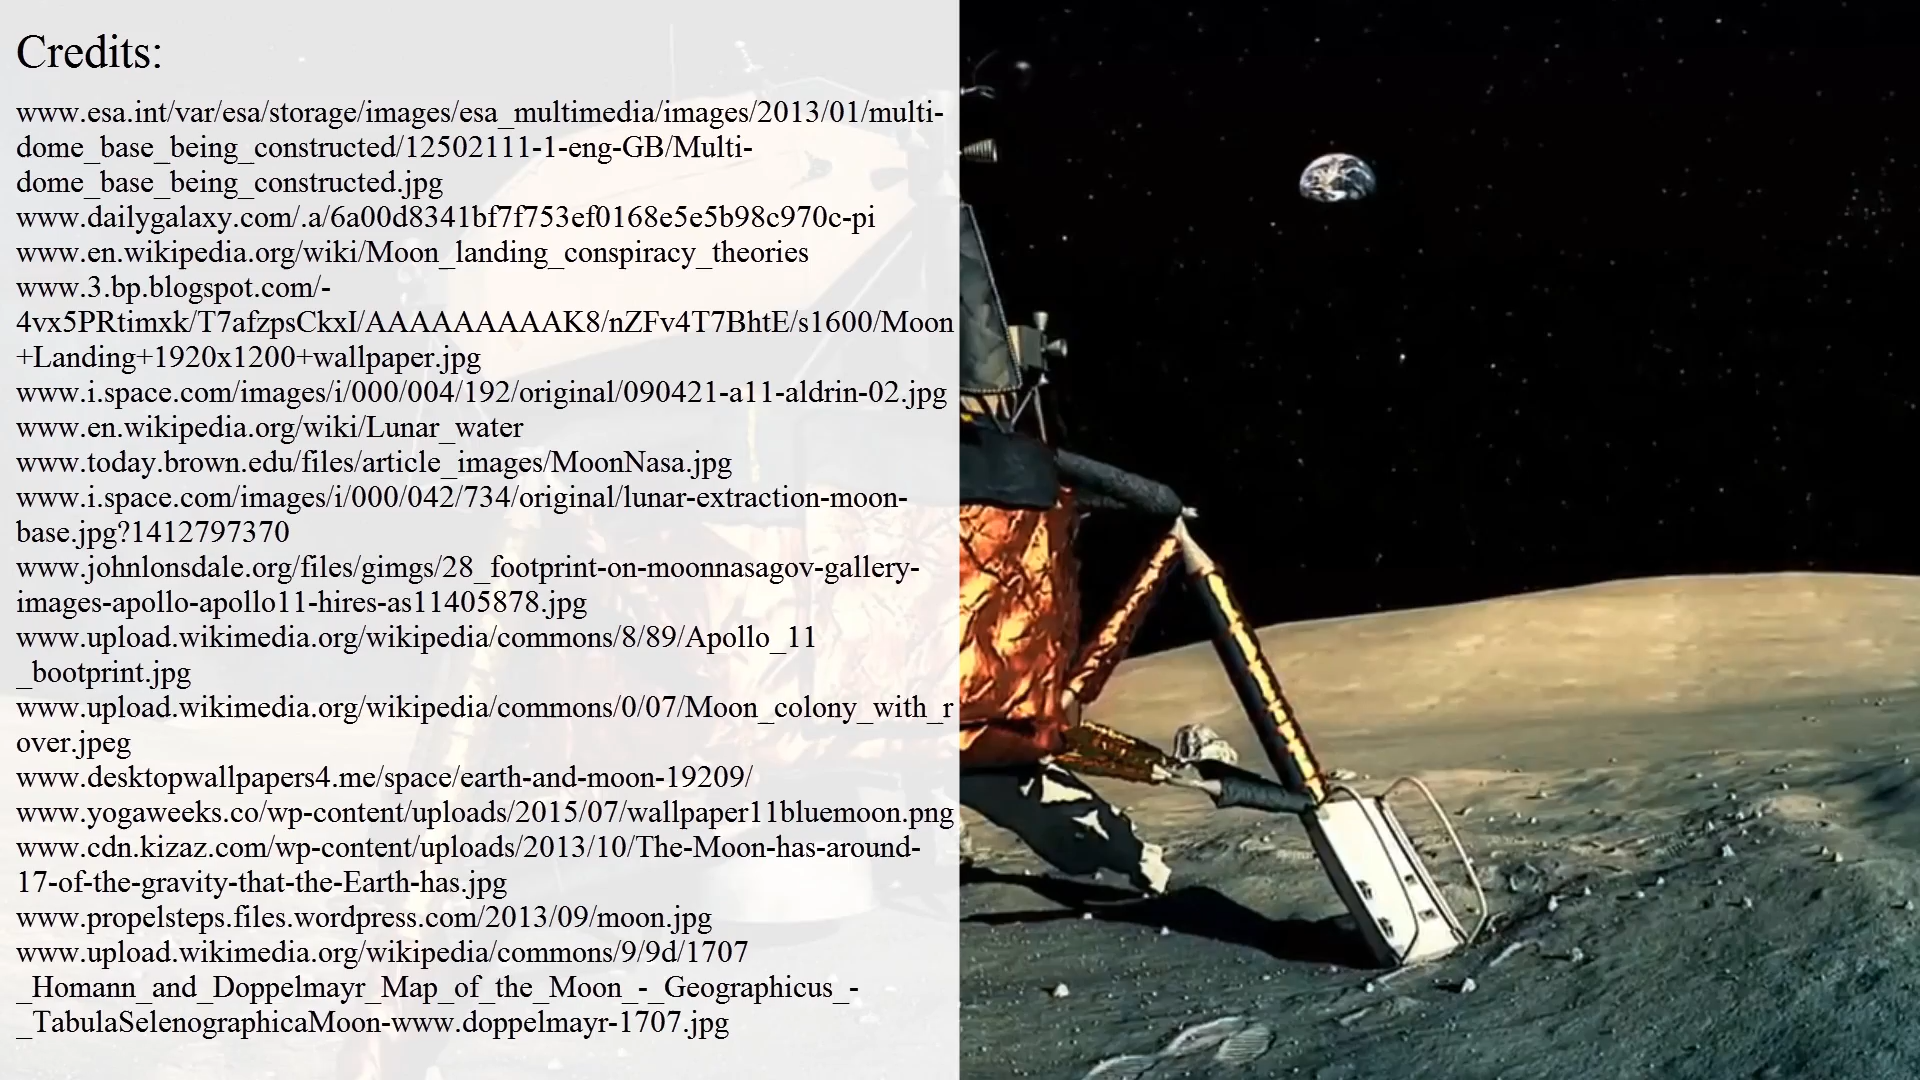 Credits:
www.esa.int/var/esa/storage/images/esa_multimedia/images/2013/01/multi-
dome_base_being_constructed/12502111-1-eng-GB/Multi-
dome_base_being_constructed.jpg
www.dailygalaxy.com/.a/6a00d8341bf7f753ef0168e5e5b98c970c-pi
www.en.wikipedia.org/wiki/Moon_landing_conspiracy_theories
www.3.bp.blogspot.com/-
4vx5PRtimxk/T7afzpsCkxI/AAAAAAAAAK8/nZFv4T7BhtE/s1600/Moon
+Landing+1920x1200+wallpaper.jpg
www.i.space.com/images/i/000/004/192/original/090421-a11-aldrin-02.jpg
www.en.wikipedia.org/wiki/Lunar_water
www.today.brown.edu/files/article_images/MoonNasa.jpg
www.i.space.com/images/i/000/042/734/original/lunar-extraction-moon-
base.jpg?1412797370
www.johnlonsdale.org/files/gimgs/28_footprint-on-moonnasagov-gallery-
images-apollo-apollo11-hires-as11405878.jpg
www.upload.wikimedia.org/wikipedia/commons/8/89/Apollo_11
_bootprint.jpg
www.upload.wikimedia.org/wikipedia/commons/0/07/Moon_colony_with_r
over.jpeg
www.desktopwallpapers4.me/space/earth-and-moon-19209/
www.yogaweeks.co/wp-content/uploads/2015/07/wallpaper11bluemoon.png
www.cdn.kizaz.com/wp-content/uploads/2013/10/The-Moon-has-around-
17-of-the-gravity-that-the-Earth-has.jpg
www.propelsteps.files.wordpress.com/2013/09/moon.jpg
www.upload.wikimedia.org/wikipedia/commons/9/9d/1707
_Homann_and_Doppelmayr_Map_of_the_Moon_-_Geographicus_-
_TabulaSelenographicaMoon-www.doppelmayr-1707.jpg